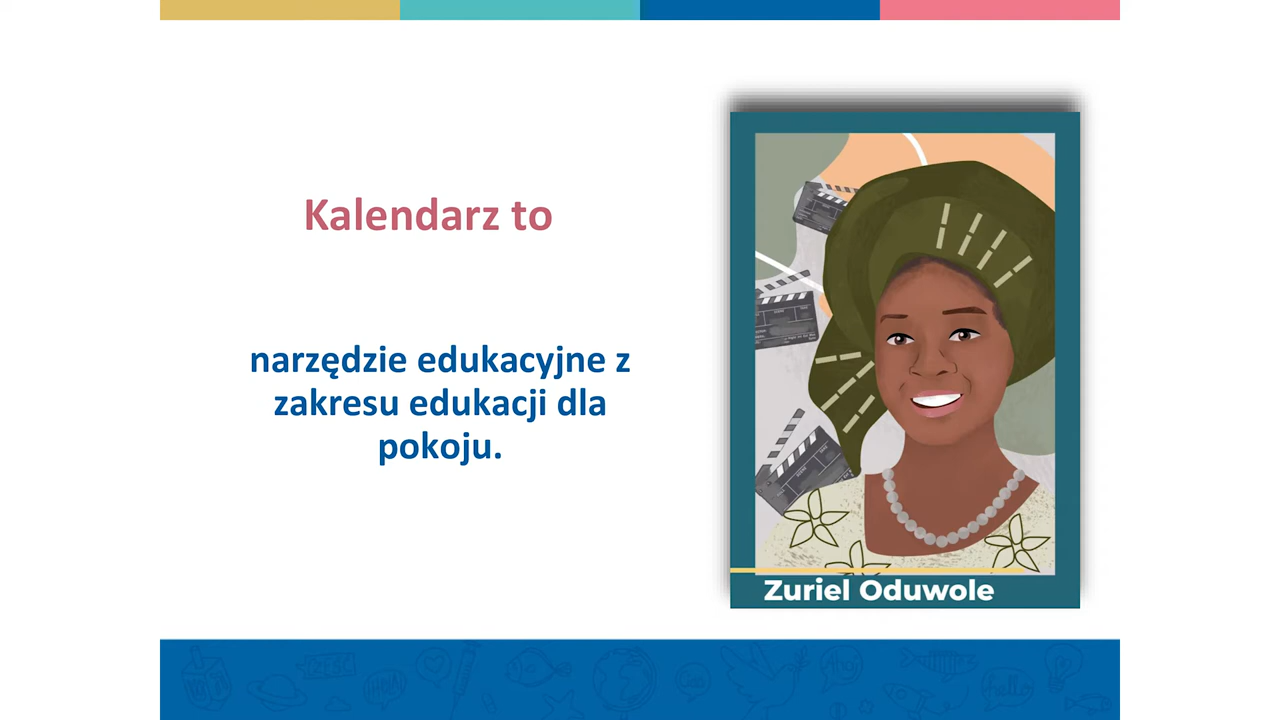 Kalendarz to
narzędzie edukacyjne z
zakresu edukacji dla
pokoju.
Zuriel Oduwole